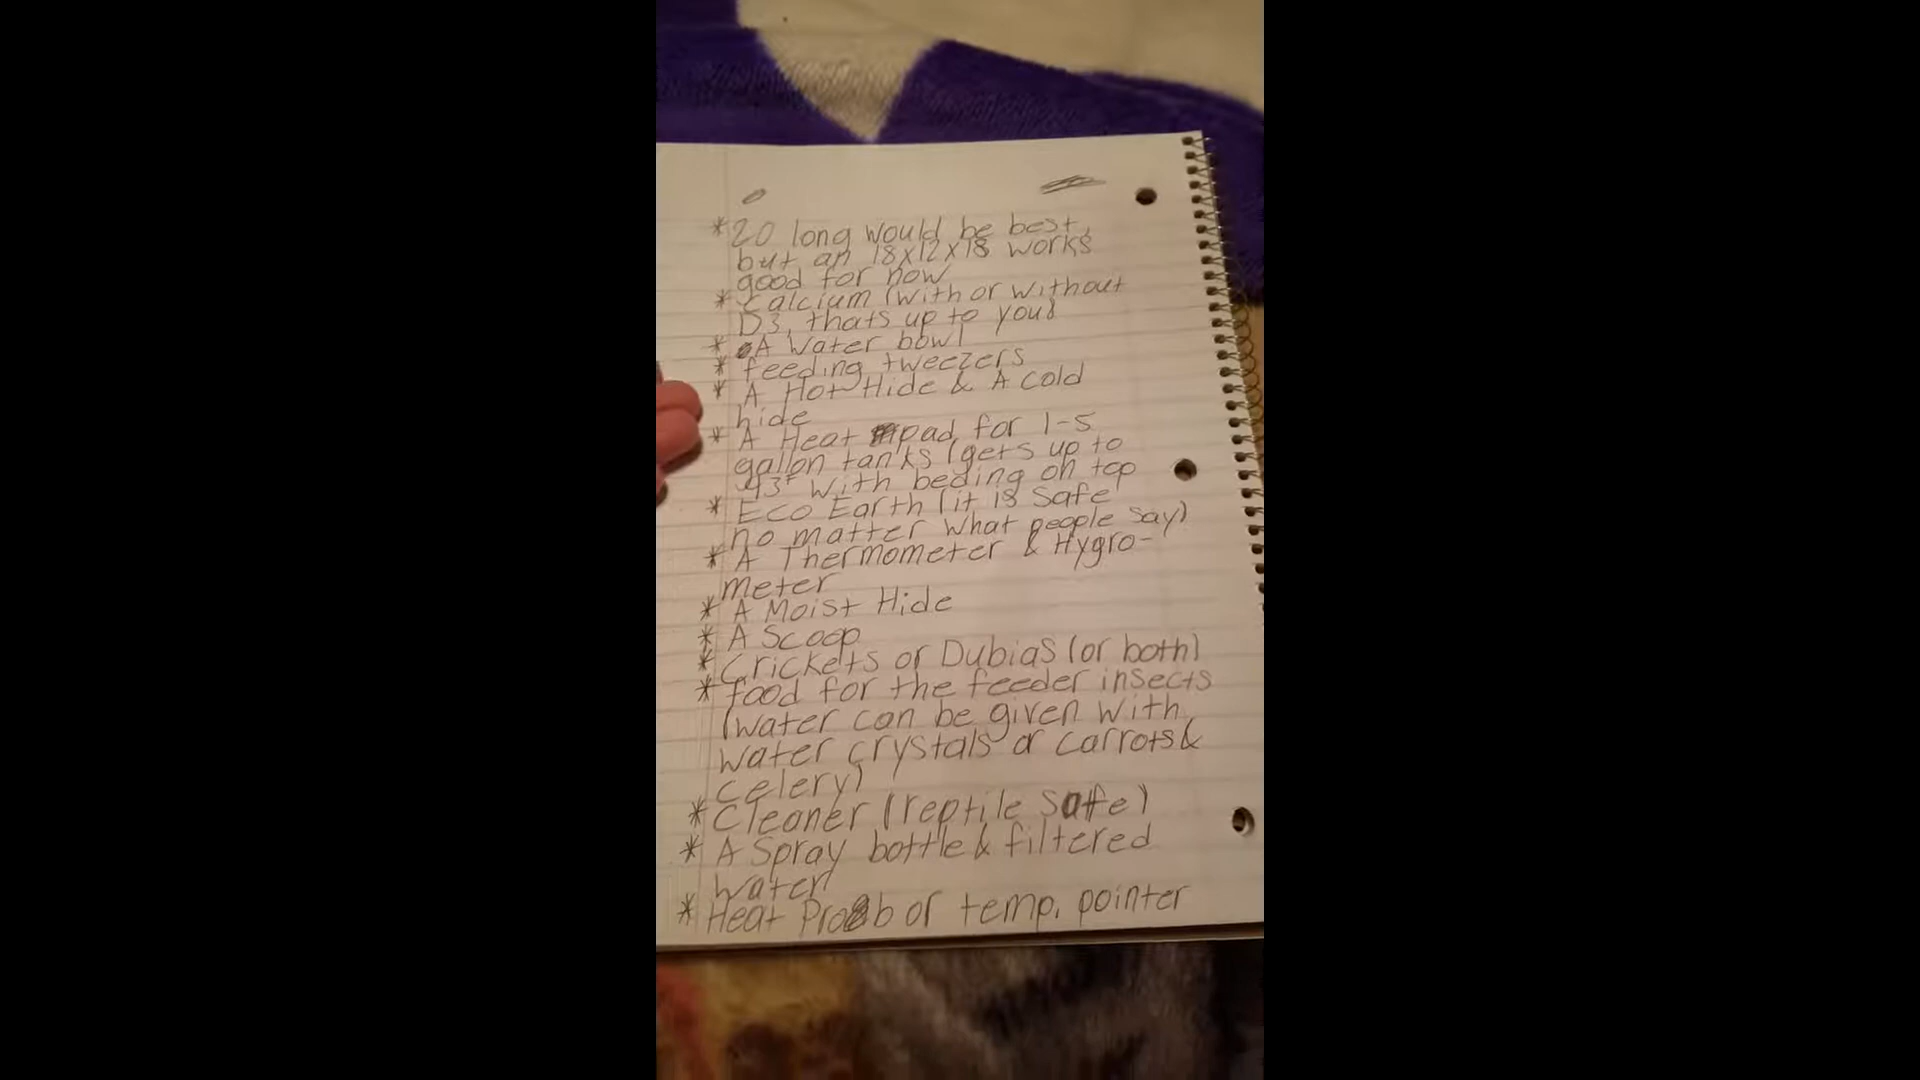 * 20 long would be best,
but an 18x12x18 works
good for now
* Calcium (with or without
D3, thats up to you)
* A Water bowl
* feeding tweezers
* A Hot Hide & A cold
hide
* A Heat pad for 1-5
gallon tanks (gets up to
93° with beding on top
* Eco Earth (it is safe
no matter what people say)
* A Thermometer & Hygro-
meter
* A Moist Hide
* A Scoop
* Crickets or Dubias (or both)
* food for the feeder insects
(water can be given with
water crystals or carrots &
celery)
* Cleaner (reptile safe)
* A Spray bottle & filtered
water
* Heat Prob or temp. pointer